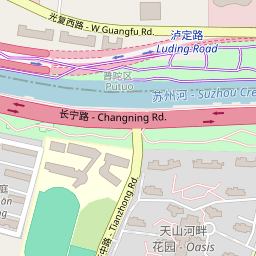 光复西路 - W Guangfu Rd.
泸定路
Luding Road
普陀区
Putuo
苏州河 - Suzhou Cre
长宁路 - Changning Rd.
中路 - Tianzhong Rd.
庭
天山河畔
花园 - Oasis